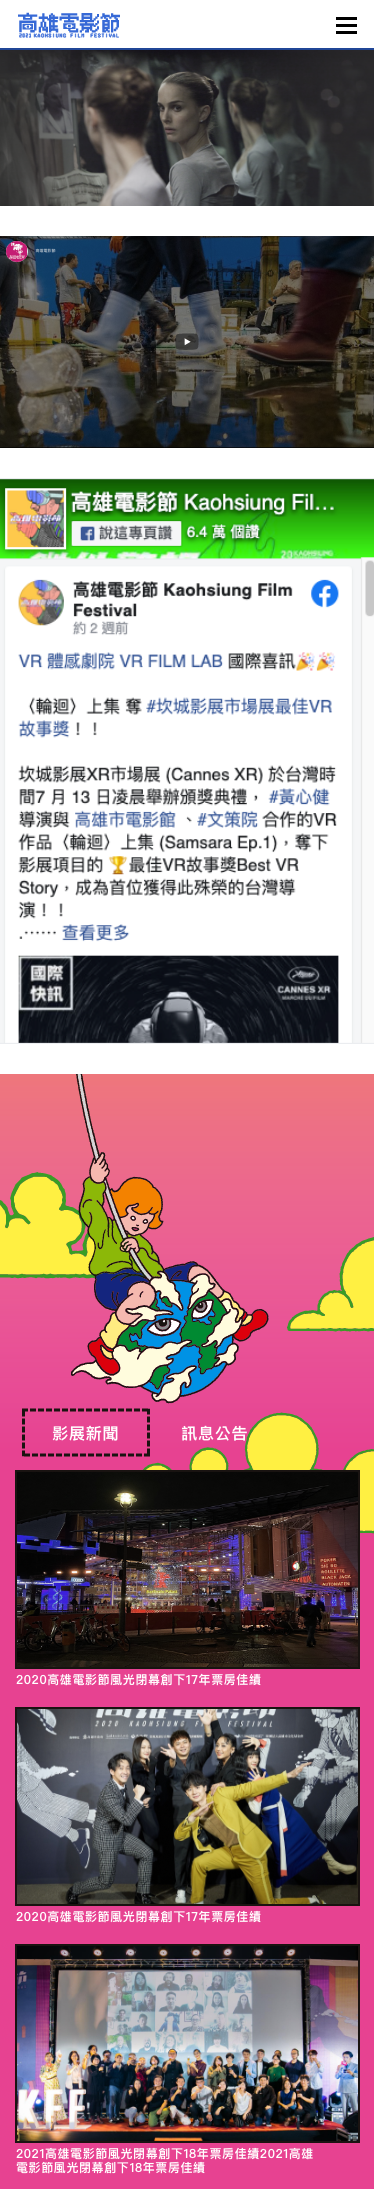 高雄電影節
2021 KAOHSIUNG FILM FESTIVAL
高雄電影節
高雄電影節 Kaohsiung Fil...
說這專頁讚
6.4 萬 個讚
高雄電影節 Kaohsiung Film
Festival
約 2 週前
VR 體感劇院 VR FILM LAB 國際喜訊🎉🎉
〈輪迴〉上集 奪 #坎城影展市場展最佳VR
故事獎！！
坎城影展XR市場展 (Cannes XR) 於台灣時
間7 月 13 日凌晨舉辦頒獎典禮， #黃心健
導演與 高雄市電影館 、#文策院 合作的VR
作品〈輪迴〉上集 (Samsara Ep.1)，奪下
影展項目的 🏆最佳VR故事獎Best VR
Story，成為首位獲得此殊榮的台灣導
演！！
.⋯⋯ 查看更多
國際
快訊
CANNES XR
MARCHÉ DU FILM
影展新聞
訊息公告
POKER
ROULETTE
BLACK JACK
AUTOMATEN
2020高雄電影節風光閉幕創下17年票房佳績
2020 KAOHSIUNG FILM FESTIVAL
2020高雄電影節風光閉幕創下17年票房佳績
KFF
2021高雄電影節風光閉幕創下18年票房佳績2021高雄
電影節風光閉幕創下18年票房佳績